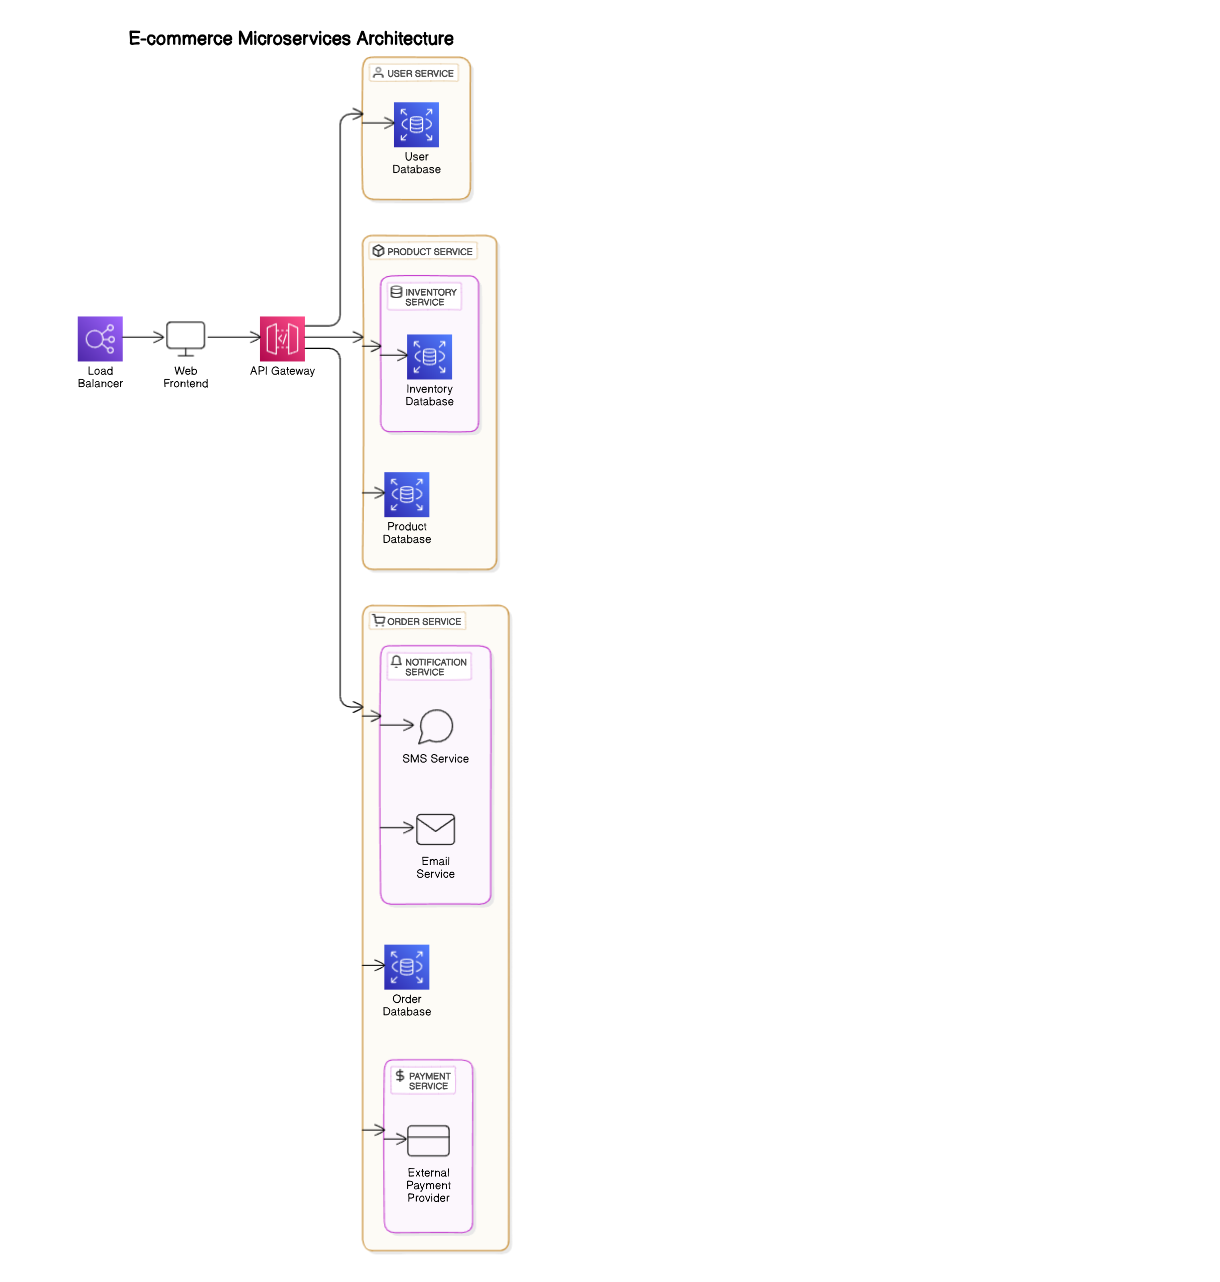 E-commerce Microservices Architecture
USER SERVICE
User
Database
PRODUCT SERVICE
INVENTORY
SERVICE
Inventory
Database
Load
Balancer
Web
Frontend
API Gateway
Product
Database
ORDER SERVICE
NOTIFICATION
SERVICE
SMS Service
Email
Service
Order
Database
PAYMENT
SERVICE
External
Payment
Provider